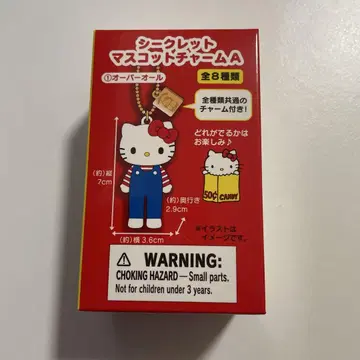 シークレット
マスコットチャームA
①オーバーオール
全8種類
全種類共通の
チャーム付き!
どれがでるかは
お楽しみ♪
(約)縦
7cm
(約)奥行き
2.9cm
(約)横 3.6cm
50¢ CANDY
※イラストは
イメージです。
WARNING:
CHOKING HAZARD — Small parts.
Not for children under 3 years.